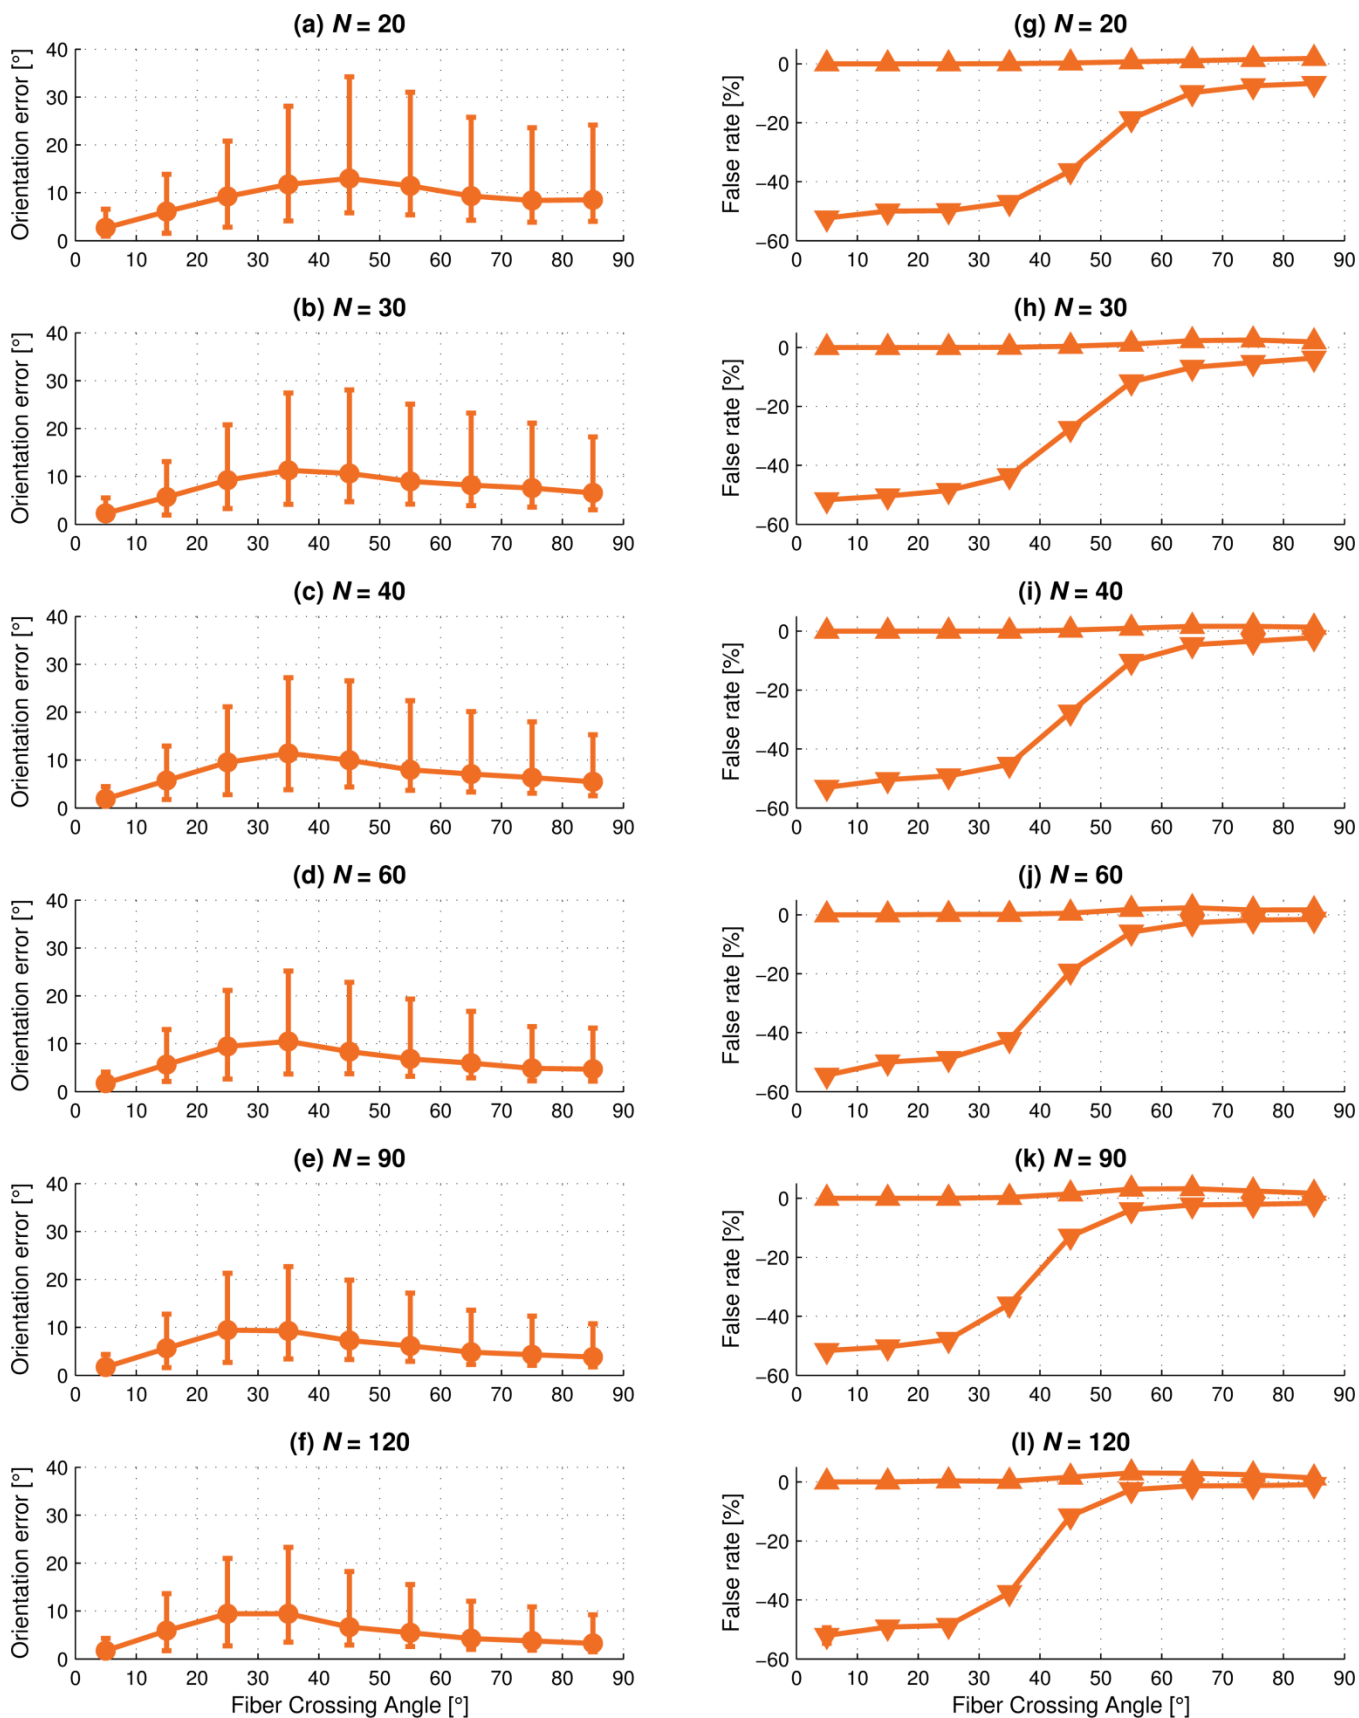 (a) N = 20
Orientation error [°]
40
30
20
10
0
0 10 20 30 40 50 60 70 80 90
(g) N = 20
False rate [%]
0
−20
−40
−60
0 10 20 30 40 50 60 70 80 90
(b) N = 30
Orientation error [°]
40
30
20
10
0
0 10 20 30 40 50 60 70 80 90
(h) N = 30
False rate [%]
0
−20
−40
−60
0 10 20 30 40 50 60 70 80 90
(c) N = 40
Orientation error [°]
40
30
20
10
0
0 10 20 30 40 50 60 70 80 90
(i) N = 40
False rate [%]
0
−20
−40
−60
0 10 20 30 40 50 60 70 80 90
(d) N = 60
Orientation error [°]
40
30
20
10
0
0 10 20 30 40 50 60 70 80 90
(j) N = 60
False rate [%]
0
−20
−40
−60
0 10 20 30 40 50 60 70 80 90
(e) N = 90
Orientation error [°]
40
30
20
10
0
0 10 20 30 40 50 60 70 80 90
(k) N = 90
False rate [%]
0
−20
−40
−60
0 10 20 30 40 50 60 70 80 90
(f) N = 120
Orientation error [°]
40
30
20
10
0
0 10 20 30 40 50 60 70 80 90
Fiber Crossing Angle [°]
(l) N = 120
False rate [%]
0
−20
−40
−60
0 10 20 30 40 50 60 70 80 90
Fiber Crossing Angle [°]